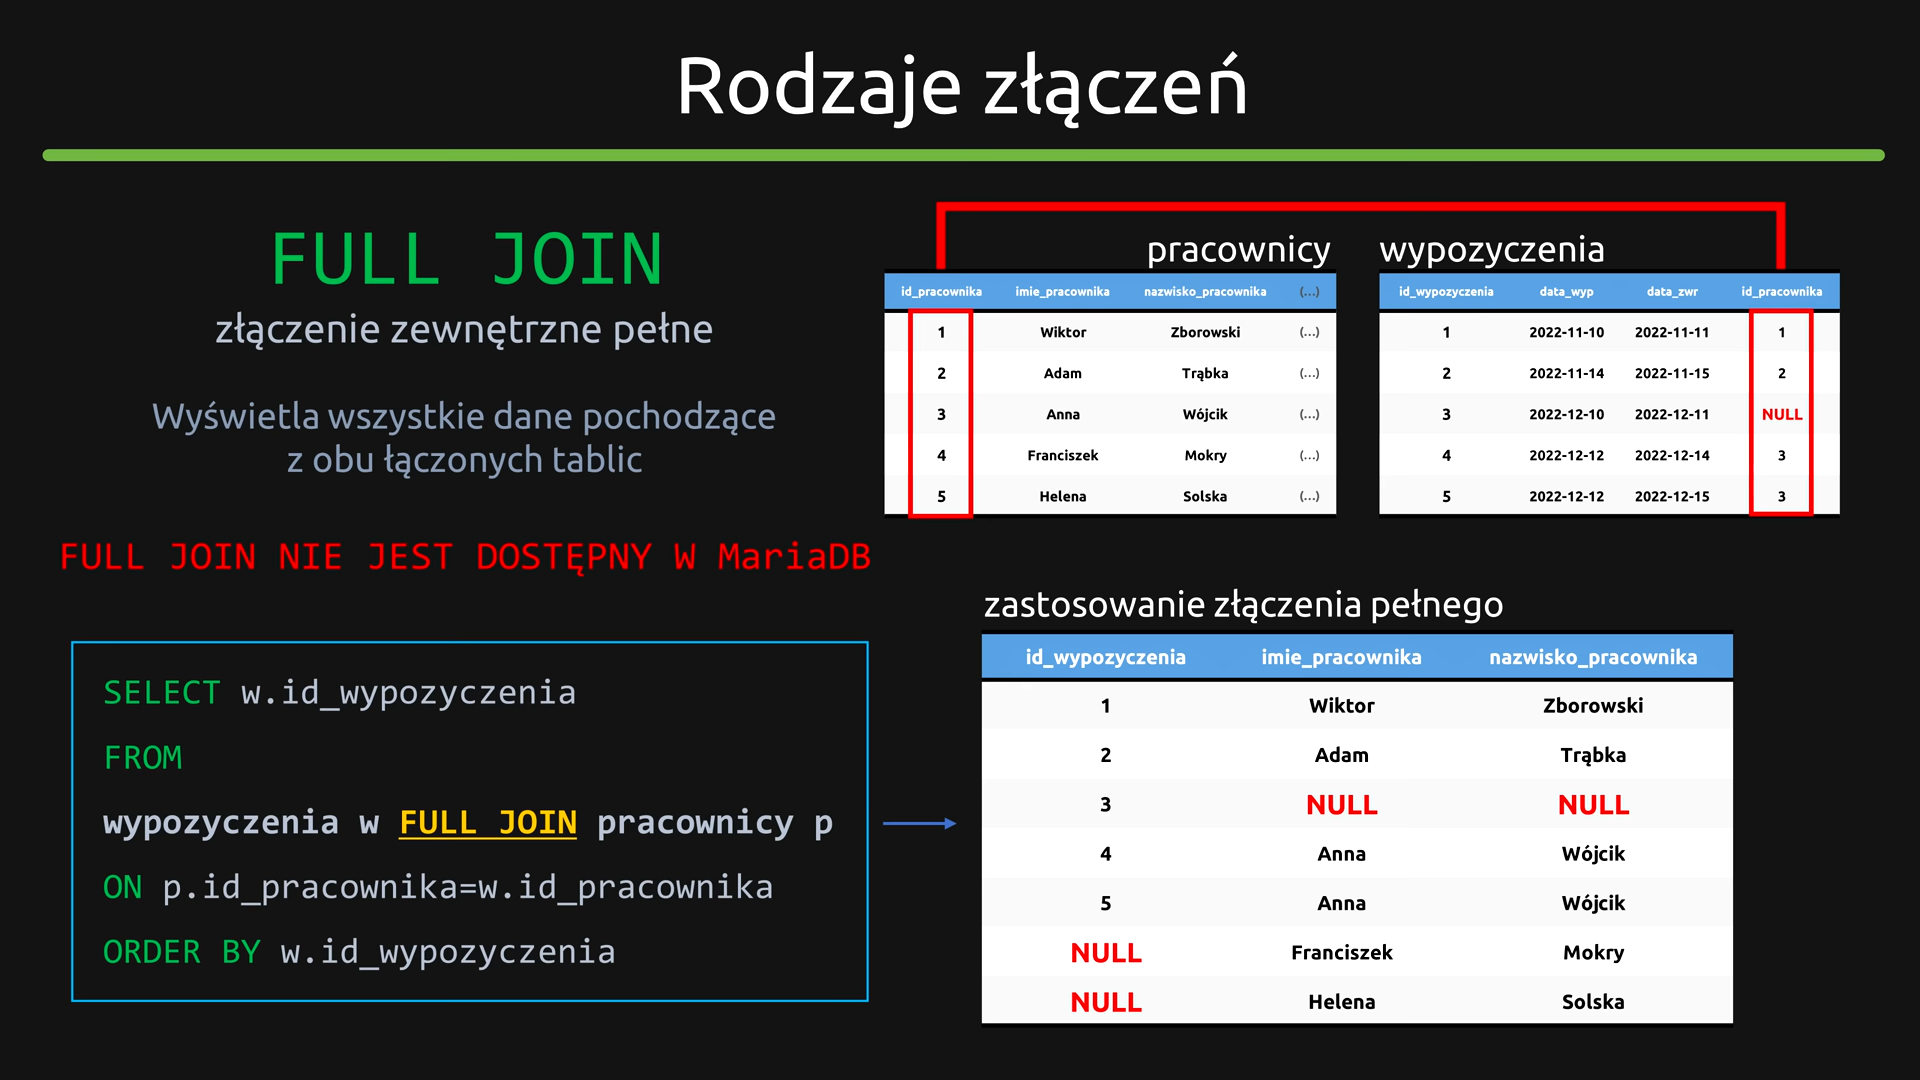 Rodzaje złączeń
FULL JOIN
złączenie zewnętrzne pełne
Wyświetla wszystkie dane pochodzące
z obu łączonych tablic
FULL JOIN NIE JEST DOSTĘPNY W MariaDB
SELECT w.id_wypozyczenia
FROM
wypozyczenia w FULL JOIN pracownicy p
ON p.id_pracownika=w.id_pracownika
ORDER BY w.id_wypozyczenia
pracownicy
id_pracownika imie_pracownika nazwisko_pracownika (...)
1 Wiktor Zborowski (...)
2 Adam Trąbka (...)
3 Anna Wójcik (...)
4 Franciszek Mokry (...)
5 Helena Solska (...)
wypozyczenia
id_wypozyczenia data_wyp data_zwr id_pracownika
1 2022-11-10 2022-11-11 1
2 2022-11-14 2022-11-15 2
3 2022-12-10 2022-12-11 NULL
4 2022-12-12 2022-12-14 3
5 2022-12-12 2022-12-15 3
zastosowanie złączenia pełnego
id_wypozyczenia imie_pracownika nazwisko_pracownika
1 Wiktor Zborowski
2 Adam Trąbka
3 NULL NULL
4 Anna Wójcik
5 Anna Wójcik
NULL Franciszek Mokry
NULL Helena Solska